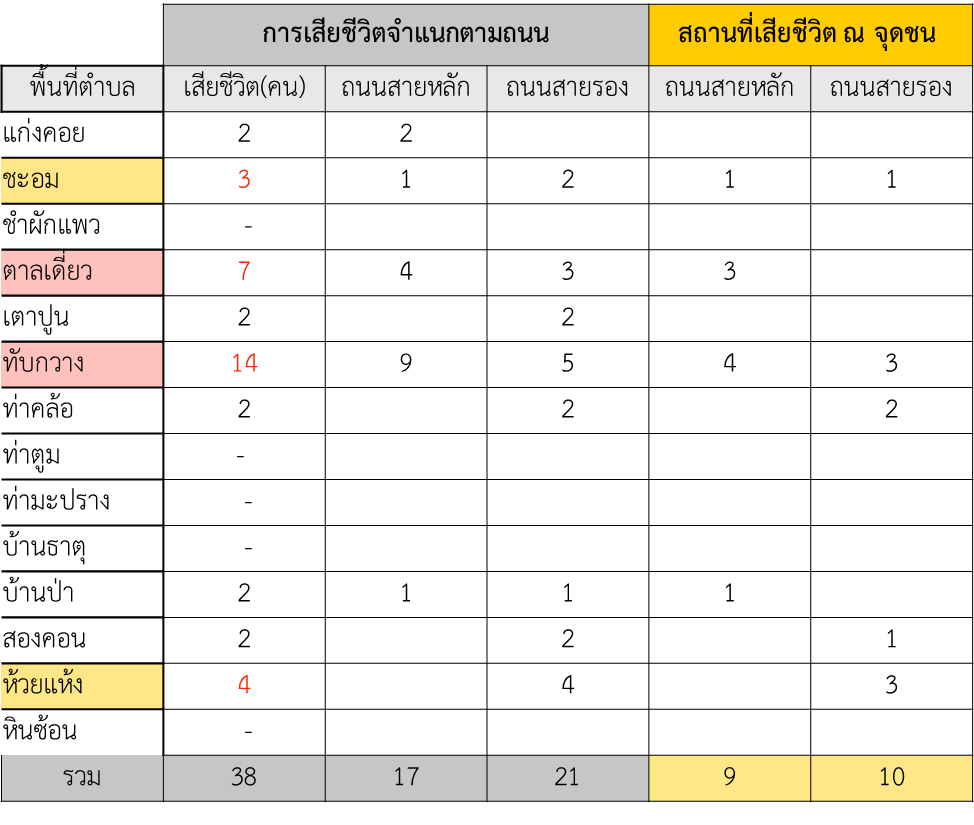 การเสียชีวิตจำแนกตามถนน สถานที่เสียชีวิต ณ จุดชน
พื้นที่ตำบล เสียชีวิต(คน) ถนนสายหลัก ถนนสายรอง ถนนสายหลัก ถนนสายรอง
แก่งคอย 2 2
ชะอม 3 1 2 1 1
ชำผักแพว -
ตาลเดี่ยว 7 4 3 3
เตาปูน 2 2
ทับกวาง 14 9 5 4 3
ท่าคล้อ 2 2 2
ท่าตูม -
ท่ามะปราง -
บ้านธาตุ -
บ้านป่า 2 1 1 1
สองคอน 2 2 1
ห้วยแห้ง 4 4 3
หินซ้อน -
รวม 38 17 21 9 10